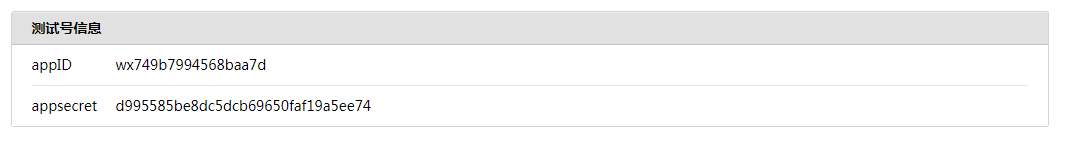 测试号信息
appID wx749b7994568baa7d
appsecret d995585be8dc5dcb69650faf19a5ee74